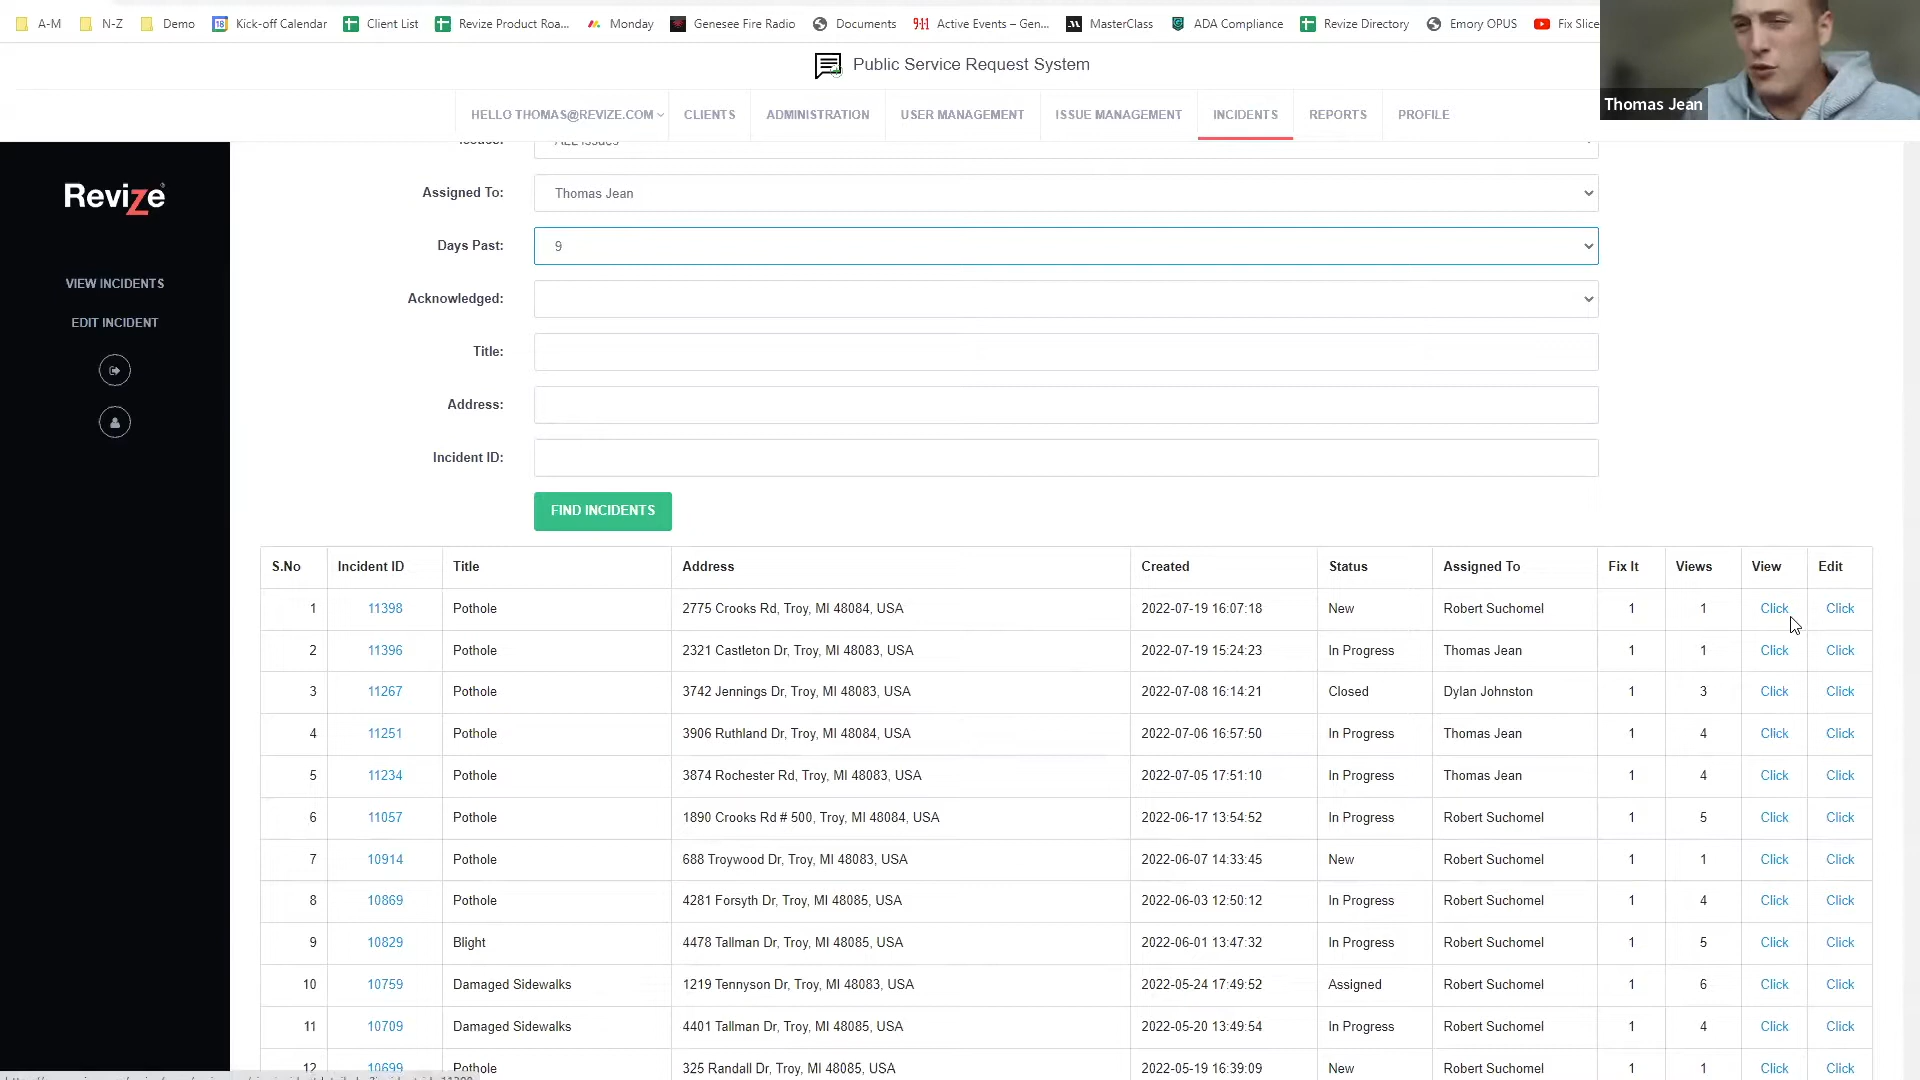 A-M N-Z Demo 18 Kick-off Calendar Client List Revize Product Roa... Monday Genesee Fire Radio Documents 911 Active Events – Gen... MasterClass ADA Compliance Revize Directory Emory OPUS Fix Slice
Public Service Request System
Thomas Jean
HELLO THOMAS@REVIZE.COM CLIENTS ADMINISTRATION USER MANAGEMENT ISSUE MANAGEMENT INCIDENTS REPORTS PROFILE
Revize
VIEW INCIDENTS
EDIT INCIDENT
Issues: ALL Issues
Assigned To: Thomas Jean
Days Past: 9
Acknowledged:
Title:
Address:
Incident ID:
FIND INCIDENTS
S.No Incident ID Title Address Created Status Assigned To Fix It Views View Edit
1 11398 Pothole 2775 Crooks Rd, Troy, MI 48084, USA 2022-07-19 16:07:18 New Robert Suchomel 1 1 Click Click
2 11396 Pothole 2321 Castleton Dr, Troy, MI 48083, USA 2022-07-19 15:24:23 In Progress Thomas Jean 1 1 Click Click
3 11267 Pothole 3742 Jennings Dr, Troy, MI 48083, USA 2022-07-08 16:14:21 Closed Dylan Johnston 1 3 Click Click
4 11251 Pothole 3906 Ruthland Dr, Troy, MI 48084, USA 2022-07-06 16:57:50 In Progress Thomas Jean 1 4 Click Click
5 11234 Pothole 3874 Rochester Rd, Troy, MI 48083, USA 2022-07-05 17:51:10 In Progress Thomas Jean 1 4 Click Click
6 11057 Pothole 1890 Crooks Rd # 500, Troy, MI 48084, USA 2022-06-17 13:54:52 In Progress Robert Suchomel 1 5 Click Click
7 10914 Pothole 688 Troywood Dr, Troy, MI 48083, USA 2022-06-07 14:33:45 New Robert Suchomel 1 1 Click Click
8 10869 Pothole 4281 Forsyth Dr, Troy, MI 48085, USA 2022-06-03 12:50:12 In Progress Robert Suchomel 1 4 Click Click
9 10829 Blight 4478 Tallman Dr, Troy, MI 48085, USA 2022-06-01 13:47:32 In Progress Robert Suchomel 1 5 Click Click
10 10759 Damaged Sidewalks 1219 Tennyson Dr, Troy, MI 48083, USA 2022-05-24 17:49:52 Assigned Robert Suchomel 1 6 Click Click
11 10709 Damaged Sidewalks 4401 Tallman Dr, Troy, MI 48085, USA 2022-05-20 13:49:54 In Progress Robert Suchomel 1 4 Click Click
12 10699 Pothole 325 Randall Dr, Troy, MI 48085, USA 2022-05-19 16:39:09 New Robert Suchomel 1 1 Click Click